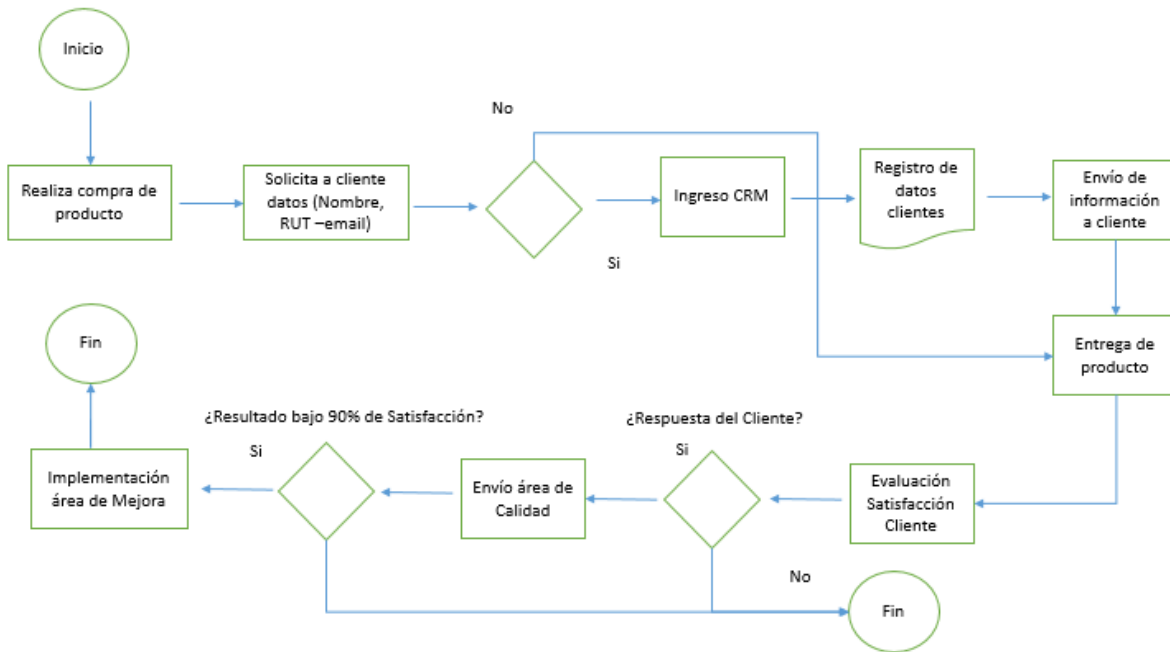 Inicio
No
Realiza compra de
producto
Solicita a cliente
datos (Nombre,
RUT –email)
Ingreso CRM
Registro de
datos
clientes
Envío de
información
a cliente
Si
Fin
Entrega de
producto
¿Resultado bajo 90% de Satisfacción?
¿Respuesta del Cliente?
Si
Si
Implementación
área de Mejora
Envío área de
Calidad
Evaluación
Satisfacción
Cliente
No
Fin